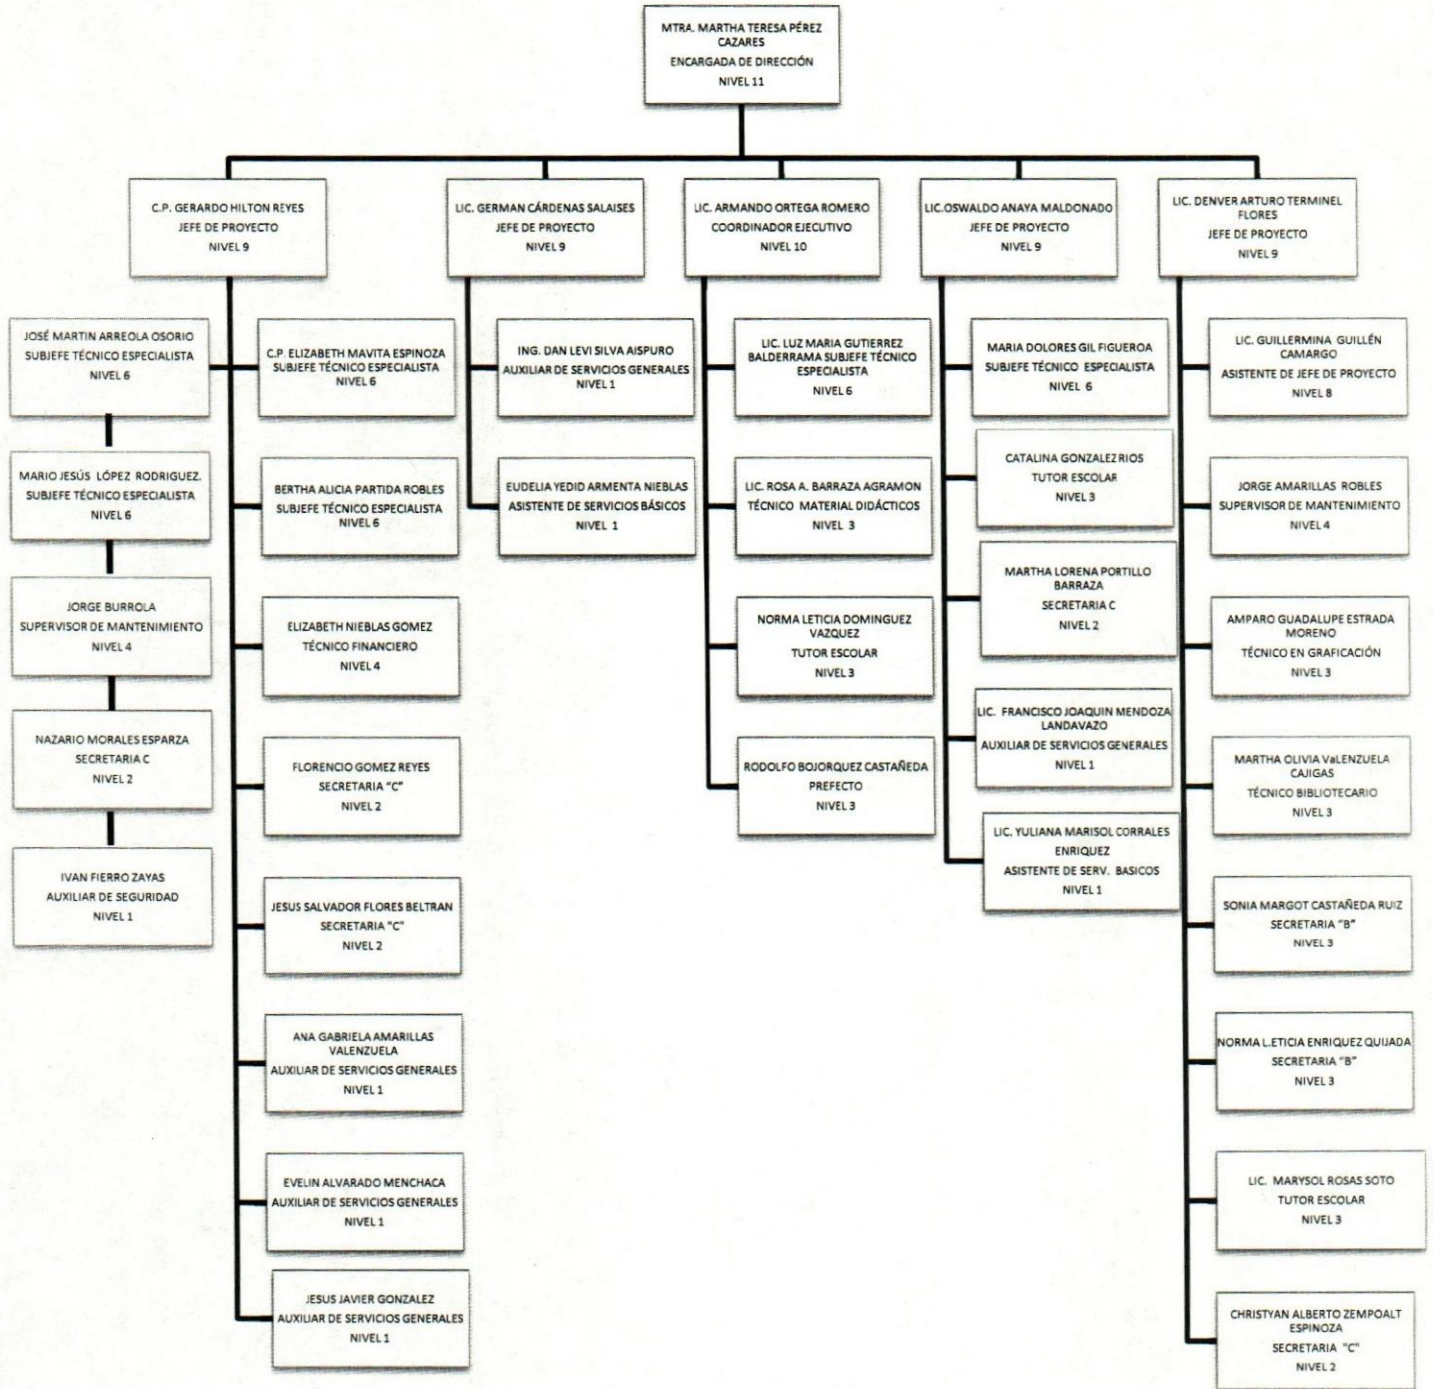 MTRA. MARTHA TERESA PÉREZ
CAZARES
ENCARGADA DE DIRECCIÓN
NIVEL 11
C.P. GERARDO HILTON REYES
JEFE DE PROYECTO
NIVEL 9
LIC. GERMAN CÁRDENAS SALAISES
JEFE DE PROYECTO
NIVEL 9
LIC. ARMANDO ORTEGA ROMERO
COORDINADOR EJECUTIVO
NIVEL 10
LIC.OSWALDO ANAYA MALDONADO
JEFE DE PROYECTO
NIVEL 9
LIC. DENVER ARTURO TERMINEL
FLORES
JEFE DE PROYECTO
NIVEL 9
JOSÉ MARTIN ARREOLA OSORIO
SUBJEFE TÉCNICO ESPECIALISTA
NIVEL 6
MARIO JESÚS LÓPEZ RODRIGUEZ.
SUBJEFE TÉCNICO ESPECIALISTA
NIVEL 6
JORGE BURROLA
SUPERVISOR DE MANTENIMIENTO
NIVEL 4
NAZARIO MORALES ESPARZA
SECRETARIA C
NIVEL 2
IVAN FIERRO ZAYAS
AUXILIAR DE SEGURIDAD
NIVEL 1
C.P. ELIZABETH MAVITA ESPINOZA
SUBJEFE TÉCNICO ESPECIALISTA
NIVEL 6
BERTHA ALICIA PARTIDA ROBLES
SUBJEFE TÉCNICO ESPECIALISTA
NIVEL 6
ELIZABETH NIEBLAS GOMEZ
TÉCNICO FINANCIERO
NIVEL 4
FLORENCIO GOMEZ REYES
SECRETARIA "C"
NIVEL 2
JESUS SALVADOR FLORES BELTRAN
SECRETARIA "C"
NIVEL 2
ANA GABRIELA AMARILLAS
VALENZUELA
AUXILIAR DE SERVICIOS GENERALES
NIVEL 1
EVELIN ALVARADO MENCHACA
AUXILIAR DE SERVICIOS GENERALES
NIVEL 1
JESUS JAVIER GONZALEZ
AUXILIAR DE SERVICIOS GENERALES
NIVEL 1
ING. DAN LEVI SILVA AISPURO
AUXILIAR DE SERVICIOS GENERALES
NIVEL 1
EUDELIA YEDID ARMENTA NIEBLAS
ASISTENTE DE SERVICIOS BÁSICOS
NIVEL 1
LIC. LUZ MARIA GUTIERREZ
BALDERRAMA SUBJEFE TÉCNICO
ESPECIALISTA
NIVEL 6
LIC. ROSA A. BARRAZA AGRAMON
TÉCNICO MATERIAL DIDÁCTICOS
NIVEL 3
NORMA LETICIA DOMINGUEZ
VAZQUEZ
TUTOR ESCOLAR
NIVEL 3
RODOLFO BOJORQUEZ CASTAÑEDA
PREFECTO
NIVEL 3
MARIA DOLORES GIL FIGUEROA
SUBJEFE TÉCNICO ESPECIALISTA
NIVEL 6
CATALINA GONZALEZ RIOS
TUTOR ESCOLAR
NIVEL 3
MARTHA LORENA PORTILLO
BARRAZA
SECRETARIA C
NIVEL 2
LIC. FRANCISCO JOAQUIN MENDOZA
LANDAVAZO
AUXILIAR DE SERVICIOS GENERALES
NIVEL 1
LIC. YULIANA MARISOL CORRALES
ENRIQUEZ
ASISTENTE DE SERV. BASICOS
NIVEL 1
LIC. GUILLERMINA GUILLÉN
CAMARGO
ASISTENTE DE JEFE DE PROYECTO
NIVEL 8
JORGE AMARILLAS ROBLES
SUPERVISOR DE MANTENIMIENTO
NIVEL 4
AMPARO GUADALUPE ESTRADA
MORENO
TÉCNICO EN GRAFICACIÓN
NIVEL 3
MARTHA OLIVIA VaLENZUELA
CAJIGAS
TÉCNICO BIBLIOTECARIO
NIVEL 3
SONIA MARGOT CASTAÑEDA RUIZ
SECRETARIA "B"
NIVEL 3
NORMA L.ETICIA ENRIQUEZ QUIJADA
SECRETARIA "B"
NIVEL 3
LIC. MARYSOL ROSAS SOTO
TUTOR ESCOLAR
NIVEL 3
CHRISTYAN ALBERTO ZEMPOALT
ESPINOZA
SECRETARIA "C"
NIVEL 2